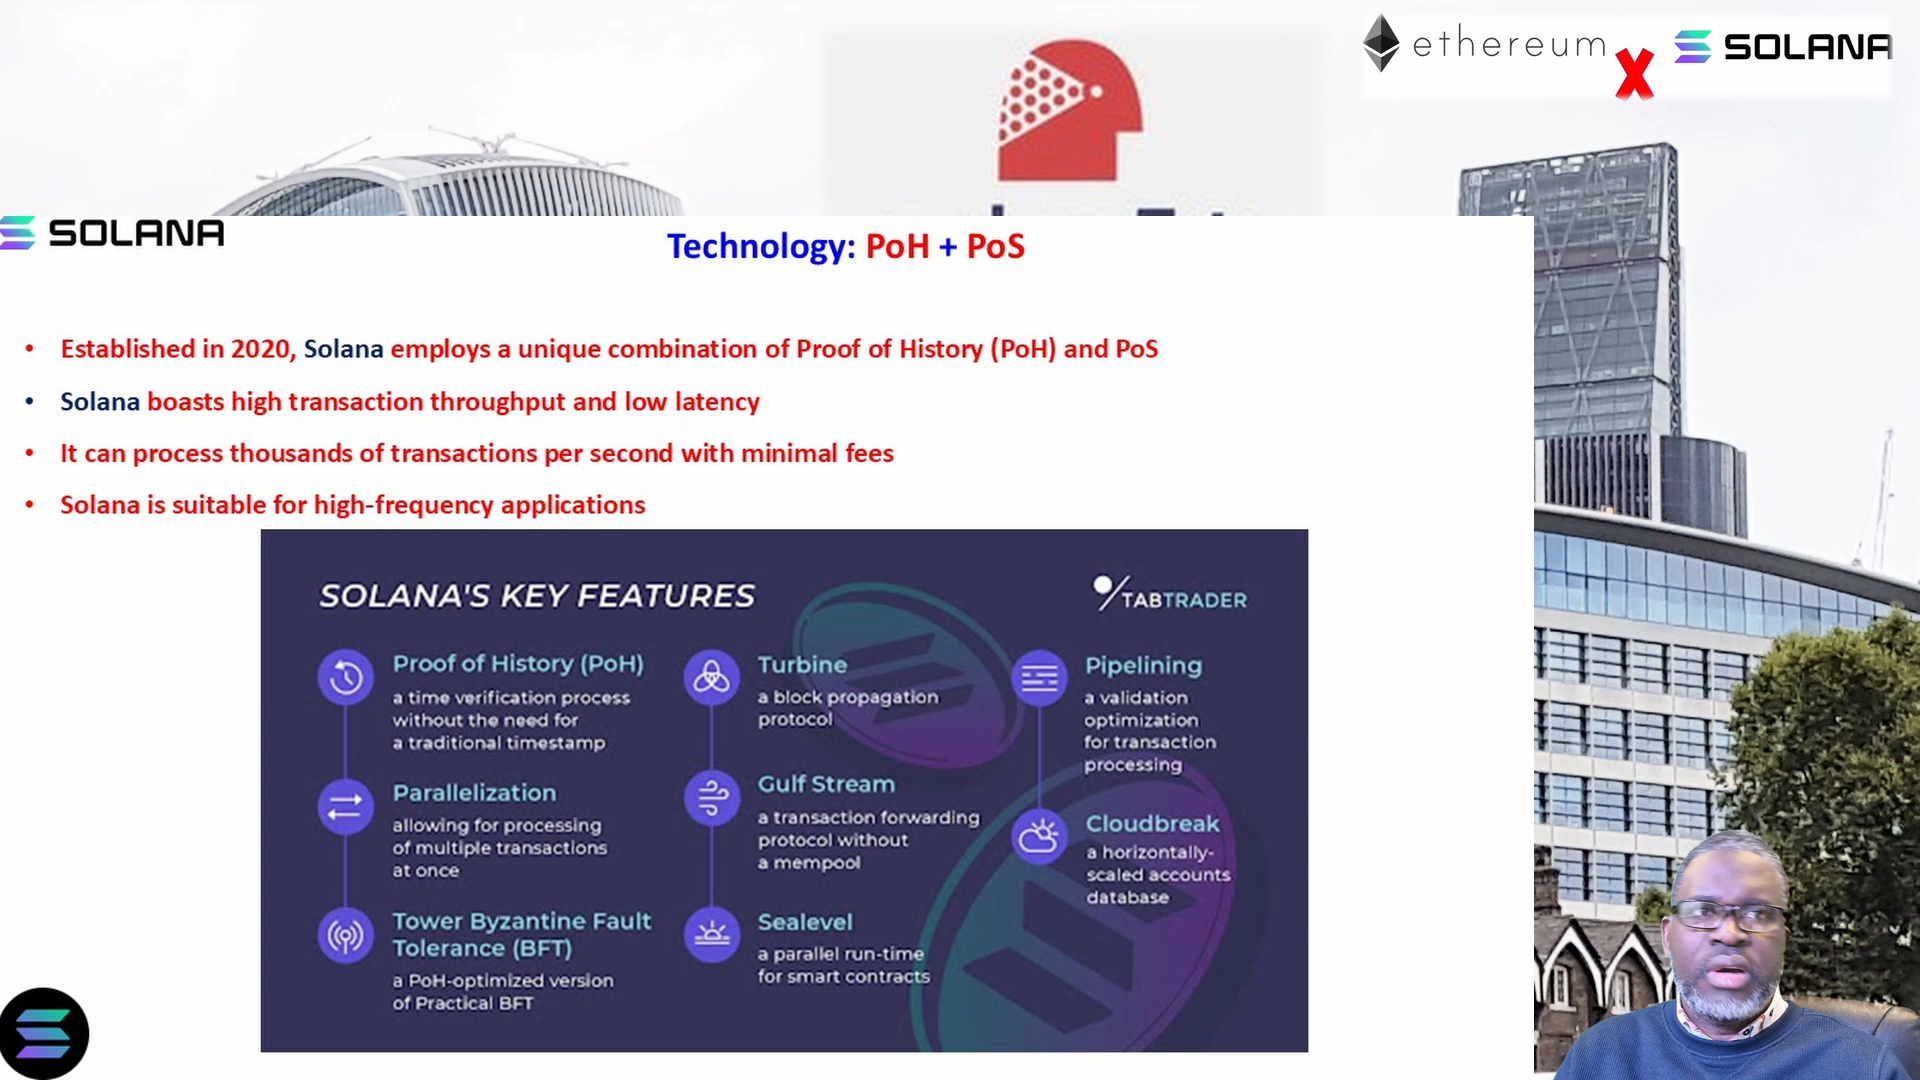 ethereum
X
SOLANA
SOLANA
Technology: PoH + PoS
• Established in 2020, Solana employs a unique combination of Proof of History (PoH) and PoS
• Solana boasts high transaction throughput and low latency
• It can process thousands of transactions per second with minimal fees
• Solana is suitable for high-frequency applications
SOLANA'S KEY FEATURES
TABTRADER
Proof of History (PoH)
a time verification process
without the need for
a traditional timestamp
Parallelization
allowing for processing
of multiple transactions
at once
Tower Byzantine Fault
Tolerance (BFT)
a PoH-optimized version
of Practical BFT
Turbine
a block propagation
protocol
Gulf Stream
a transaction forwarding
protocol without
a mempool
Sealevel
a parallel run-time
for smart contracts
Pipelining
a validation
optimization
for transaction
processing
Cloudbreak
a horizontally-
scaled accounts
database